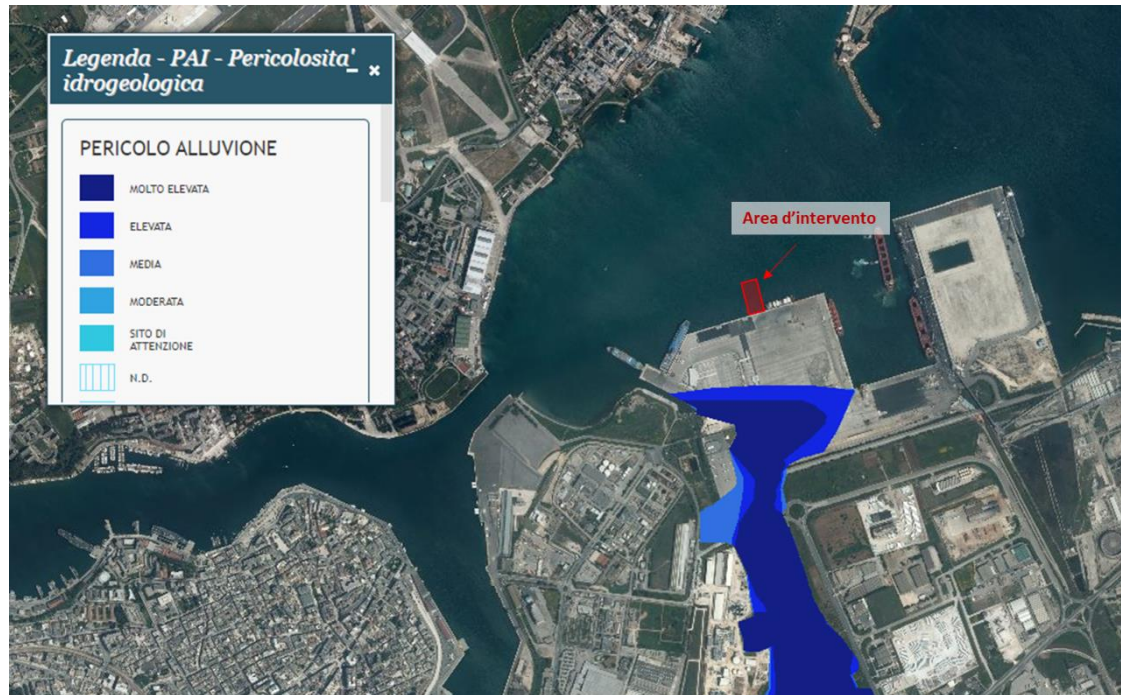 Legenda - PAI - Pericolosita'
idrogeologica
PERICOLO ALLUVIONE
MOLTO ELEVATA
ELEVATA
MEDIA
MODERATA
SITO DI
ATTENZIONE
N.D.
Area d'intervento